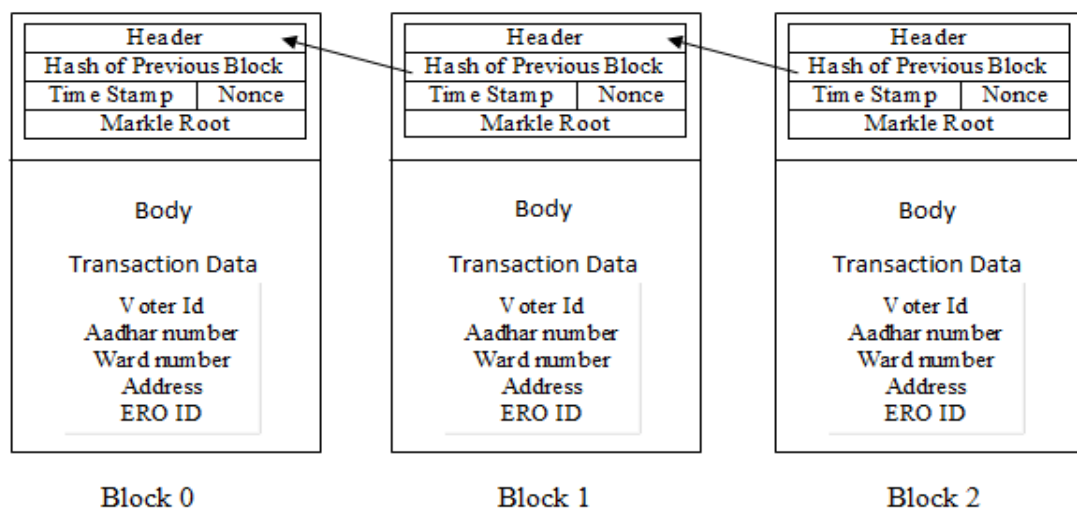 Header
Hash of Previous Block
Time Stamp Nonce
Markle Root
Body
Transaction Data
Voter Id
Aadhar number
Ward number
Address
ERO ID
Block 0
Header
Hash of Previous Block
Time Stamp Nonce
Markle Root
Body
Transaction Data
Voter Id
Aadhar number
Ward number
Address
ERO ID
Block 1
Header
Hash of Previous Block
Time Stamp Nonce
Markle Root
Body
Transaction Data
Voter Id
Aadhar number
Ward number
Address
ERO ID
Block 2